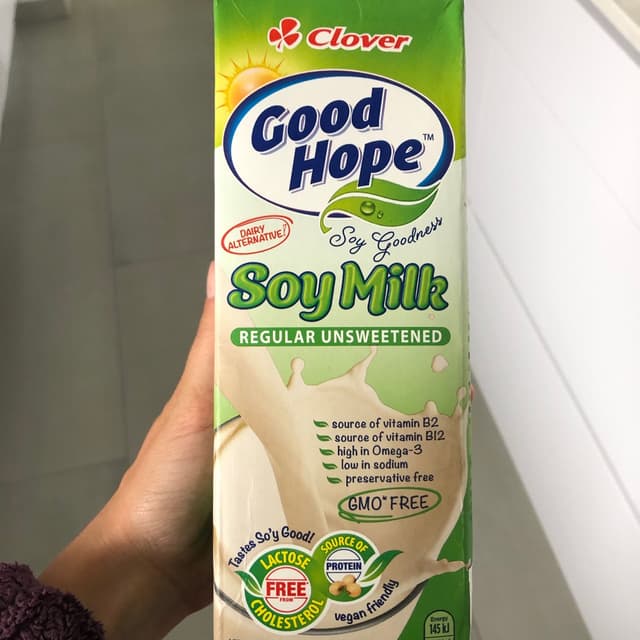 Clover
Good
Hope™
Soy Goodness
DAIRY
ALTERNATIVE!
Soy Milk
REGULAR UNSWEETENED
source of vitamin B2
source of vitamin B12
high in Omega-3
low in sodium
preservative free
GMO* FREE
Tastes So'y Good!
LACTOSE
FREE
FROM
CHOLESTEROL
SOURCE OF
PROTEIN
vegan friendly
Energy
145 kJ